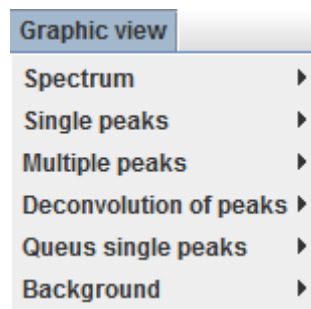 Graphic view
Spectrum
Single peaks
Multiple peaks
Deconvolution of peaks
Queus single peaks
Background